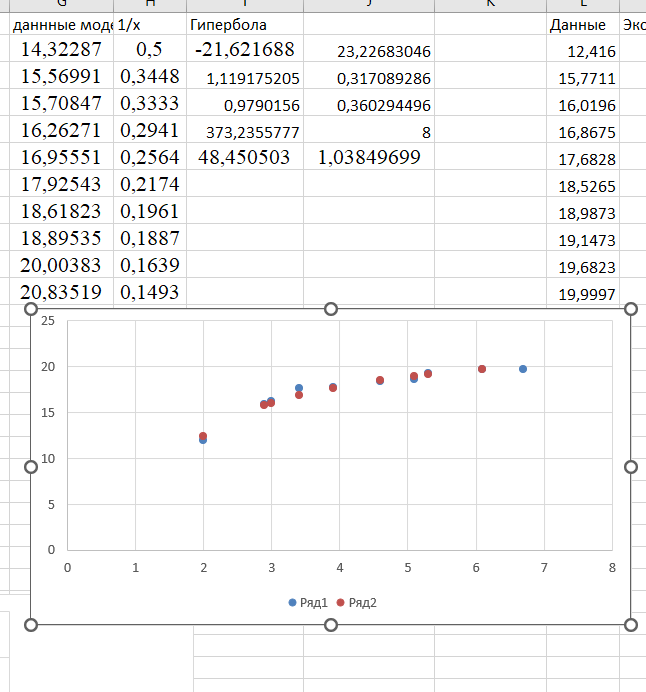 G H I J K L
даннные моде 1/x Гипербола Данные Экс
14,32287 0,5 -21,621688 23,22683046 12,416
15,56991 0,3448 1,119175205 0,317089286 15,7711
15,70847 0,3333 0,9790156 0,360294496 16,0196
16,26271 0,2941 373,2355777 8 16,8675
16,95551 0,2564 48,450503 1,03849699 17,6828
17,92543 0,2174 18,5265
18,61823 0,1961 18,9873
18,89535 0,1887 19,1473
20,00383 0,1639 19,6823
20,83519 0,1493 19,9997
25
20
15
10
5
0
0 1 2 3 4 5 6 7 8
Ряд1 Ряд2